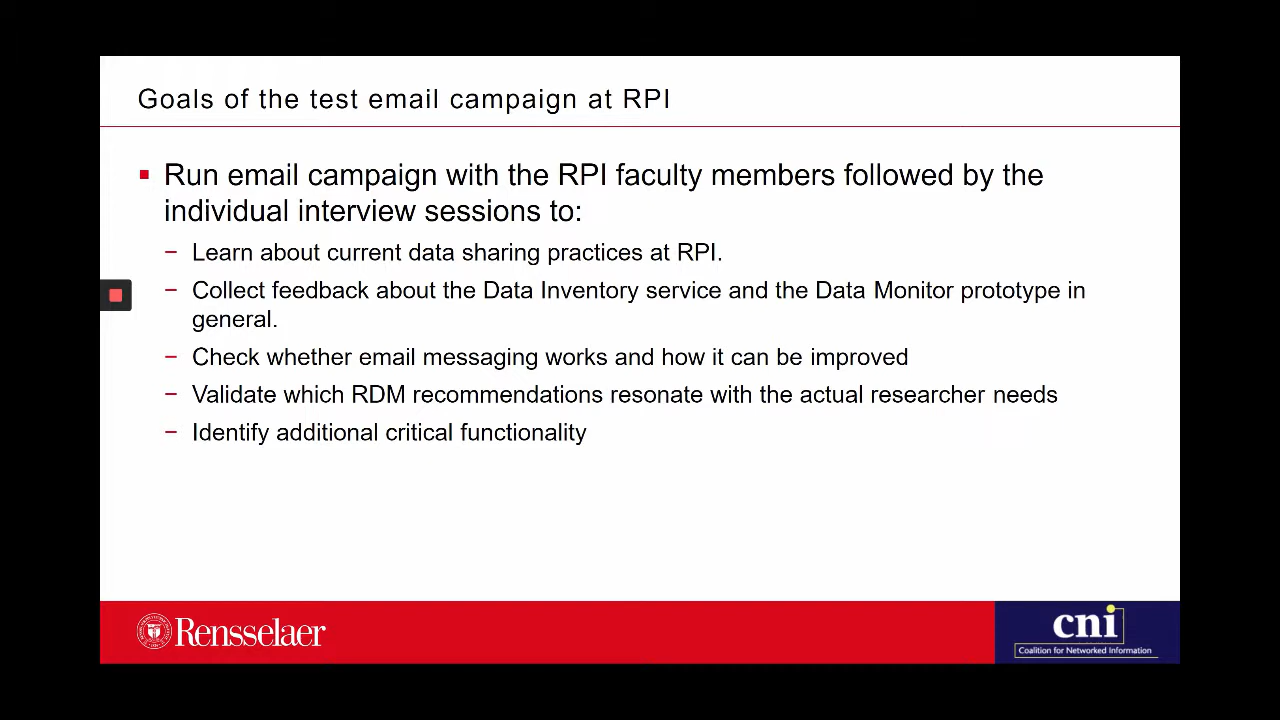 Goals of the test email campaign at RPI
Run email campaign with the RPI faculty members followed by the
individual interview sessions to:
− Learn about current data sharing practices at RPI.
− Collect feedback about the Data Inventory service and the Data Monitor prototype in
general.
− Check whether email messaging works and how it can be improved
− Validate which RDM recommendations resonate with the actual researcher needs
− Identify additional critical functionality
Rensselaer
cni
Coalition for Networked Information